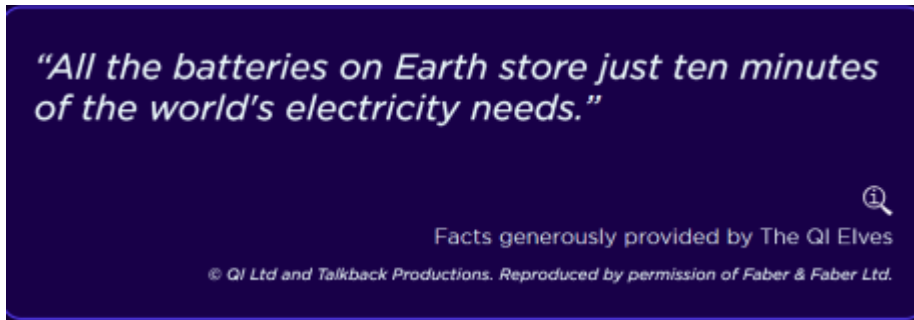 “All the batteries on Earth store just ten minutes
of the world's electricity needs.”
Facts generously provided by The QI Elves
© QI Ltd and Talkback Productions. Reproduced by permission of Faber & Faber Ltd.